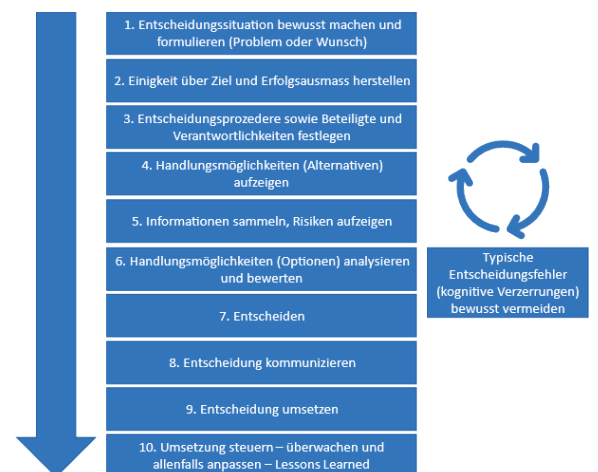 1. Entscheidungssituation bewusst machen und
formulieren (Problem oder Wunsch)
2. Einigkeit über Ziel und Erfolgsausmass herstellen
3. Entscheidungsprozedere sowie Beteiligte und
Verantwortlichkeiten festlegen
4. Handlungsmöglichkeiten (Alternativen)
aufzeigen
5. Informationen sammeln, Risiken aufzeigen
6. Handlungsmöglichkeiten (Optionen) analysieren
und bewerten
7. Entscheiden
8. Entscheidung kommunizieren
9. Entscheidung umsetzen
10. Umsetzung steuern – überwachen und
allenfalls anpassen – Lessons Learned
Typische
Entscheidungsfehler
(kognitive Verzerrungen)
bewusst vermeiden